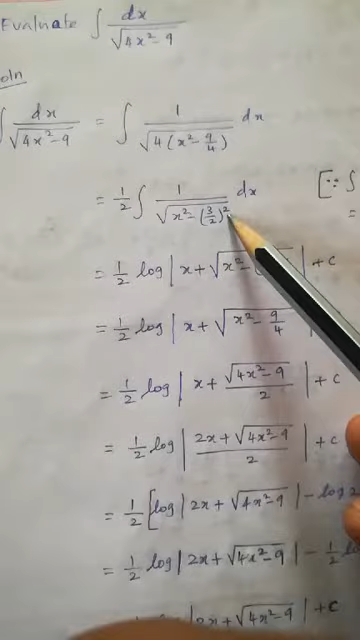 Evaluate ∫ dx/√(4x²-9)
Soln
∫ dx/√(4x²-9) = ∫ 1/√(4(x²-9/4)) dx
= 1/2 ∫ 1/√(x²-(3/2)²) dx [∵ ∫
=
= 1/2 log | x+√(x²- | +c
= 1/2 log | x+√(x²-9/4)
= 1/2 log | x+ √(4x²-9)/2 | +c
= 1/2 log | (2x+√(4x²-9))/2 | +c
= 1/2 [log | 2x+√(4x²-9) | - log 2
= 1/2 log | 2x+√(4x²-9) | - 1/2 lo
2x+√(4x²-9) | +c